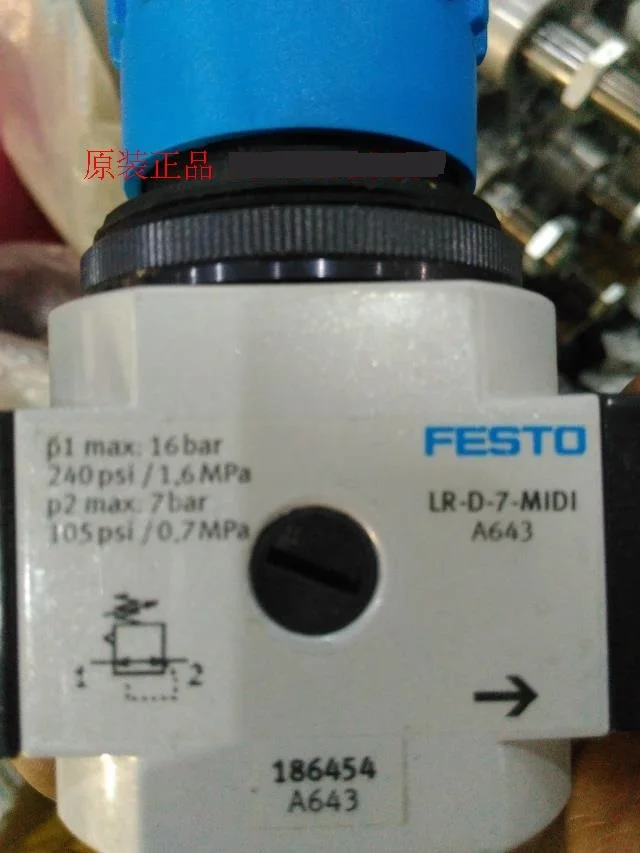 原装正品
p1 max: 16 bar
240 psi / 1,6 MPa
p2 max: 7 bar
105 psi / 0,7 MPa
FESTO
LR-D-7-MIDI
A643
1 2
186454
A643